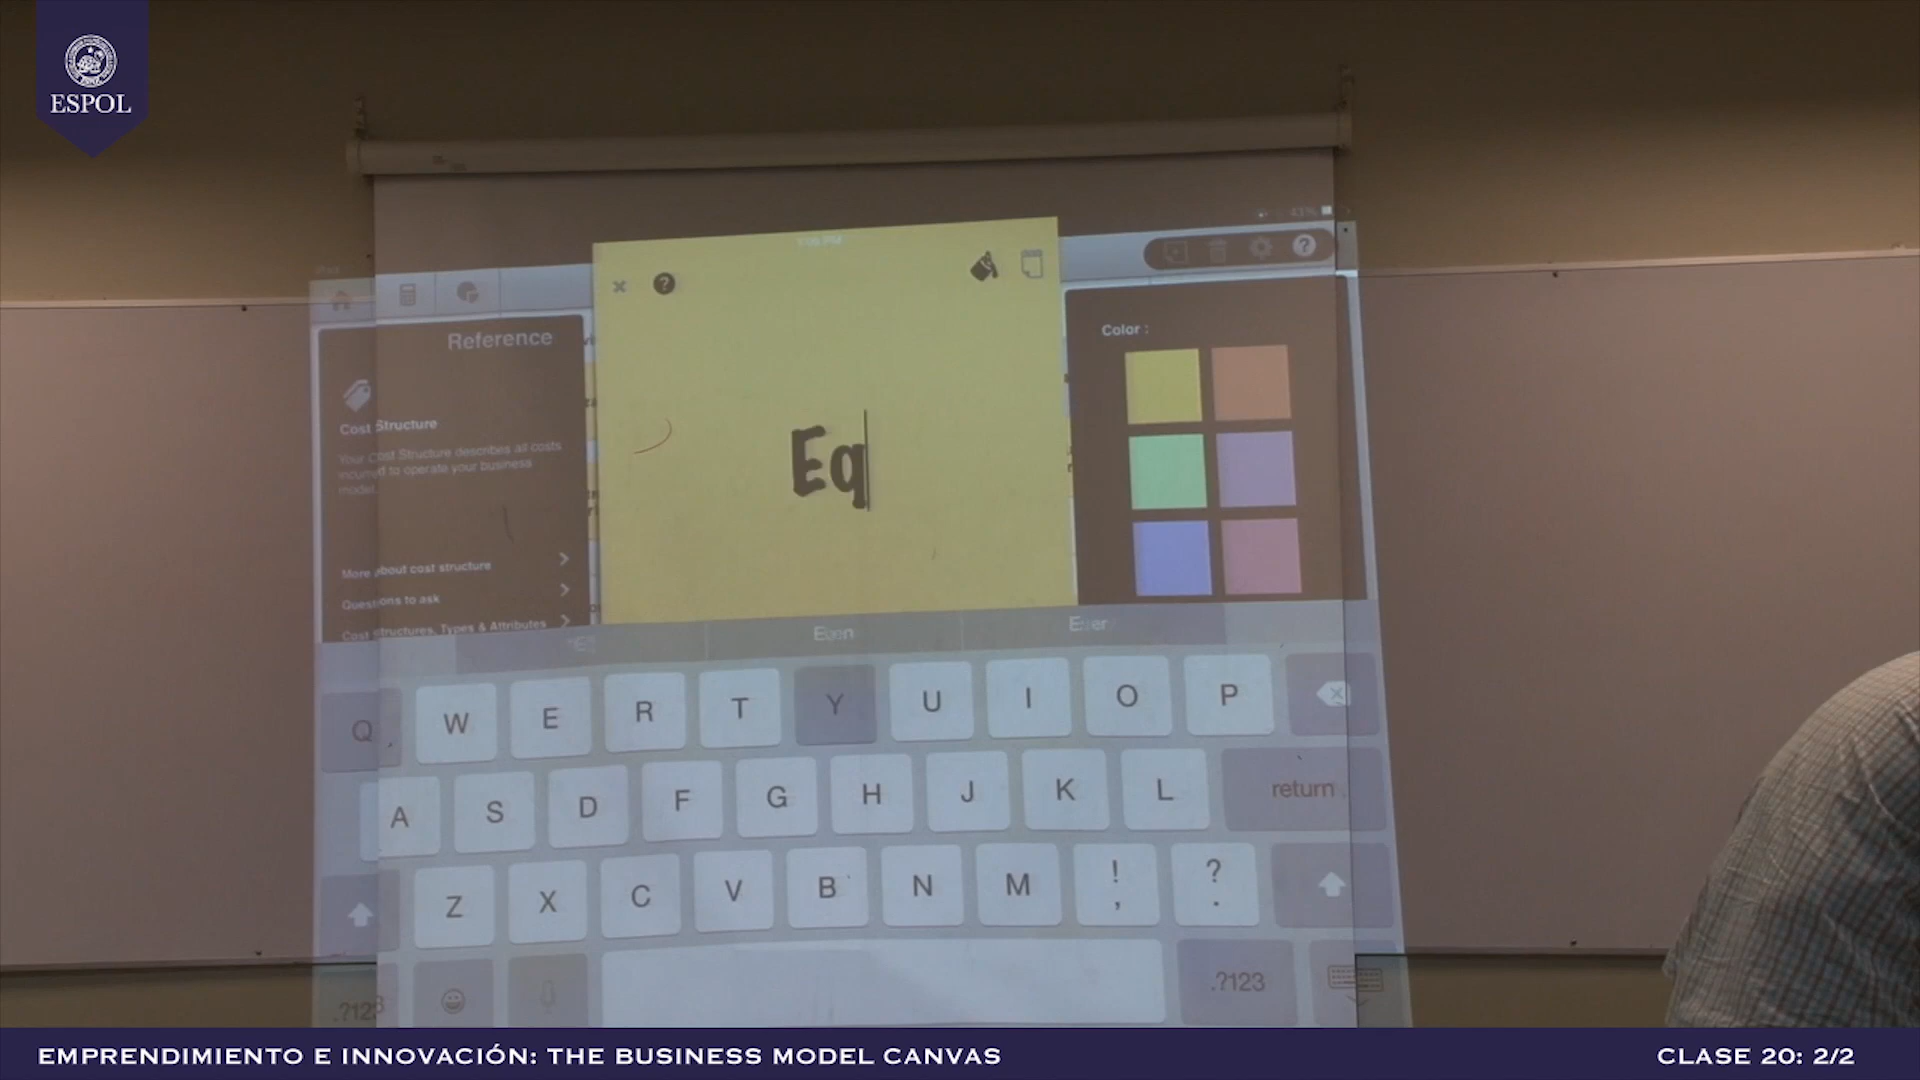 ESPOL
43%
Reference
Color :
Cost Structure
Your Cost Structure describes all costs
incurred to operate your business
model.
Eq
More about cost structure
Questions to ask
Cost Structures, Types & Attributes
Q W E R T Y U I O P
A S D F G H J K L return
Z X C V B N M ! , ? .
.?123 .?123
EMPRENDIMIENTO E INNOVACIÓN: THE BUSINESS MODEL CANVAS
CLASE 20: 2/2